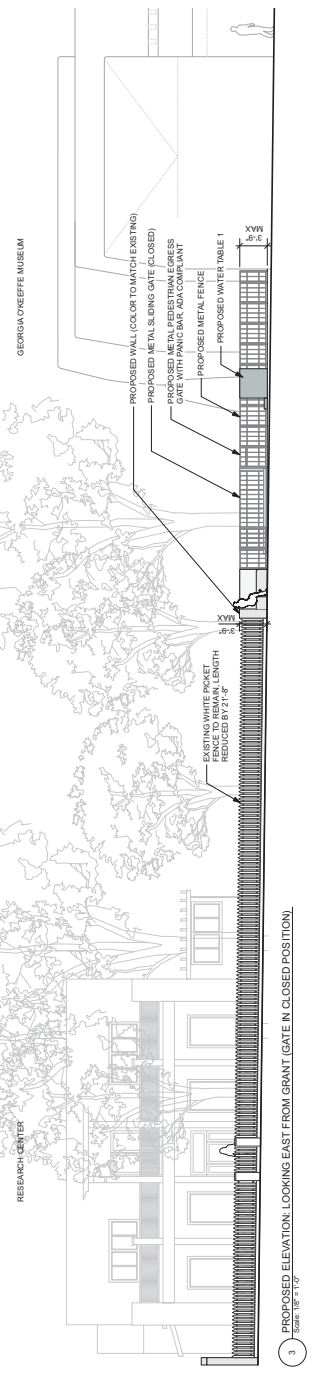 RESEARCH CENTER
GEORGIA O'KEEFFE MUSEUM
EXISTING WHITE PICKET
FENCE TO REMAIN, LENGTH
REDUCED BY 21'-8"
3'-9"
MAX
PROPOSED WALL (COLOR TO MATCH EXISTING)
PROPOSED METAL SLIDING GATE (CLOSED)
PROPOSED METAL PEDESTRIAN EGRESS
GATE WITH PANIC BAR, ADA COMPLIANT
PROPOSED METAL FENCE
PROPOSED WATER TABLE 1
3'-9"
MAX
3
PROPOSED ELEVATION: LOOKING EAST FROM GRANT (GATE IN CLOSED POSITION)
Scale: 1/8" = 1'-0"